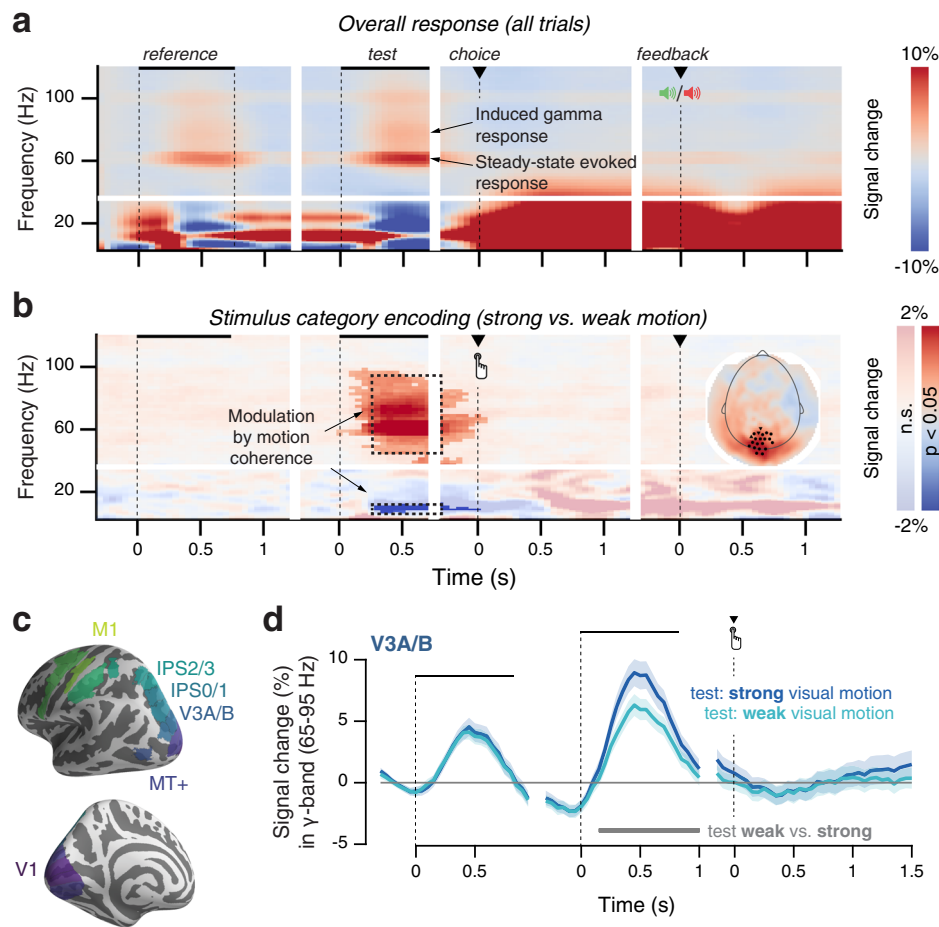 a
Overall response (all trials)
reference
test
choice
feedback
10%
-10%
Signal change
Frequency (Hz)
100
60
20
Induced gamma
response
Steady-state evoked
response
/
b
Stimulus category encoding (strong vs. weak motion)
2%
-2%
Signal change
n.s.
p < 0.05
Frequency (Hz)
100
60
20
Modulation
by motion
coherence
0 0.5 1 0 0.5 0 0.5 1 0 0.5 1
Time (s)
c
M1
IPS2/3
IPS0/1
V3A/B
MT+
V1
d
V3A/B
Signal change (%)
in γ-band (65-95 Hz)
10
5
0
-5
test: strong visual motion
test: weak visual motion
test weak vs. strong
0 0.5 0 0.5 1 0 0.5 1 1.5
Time (s)